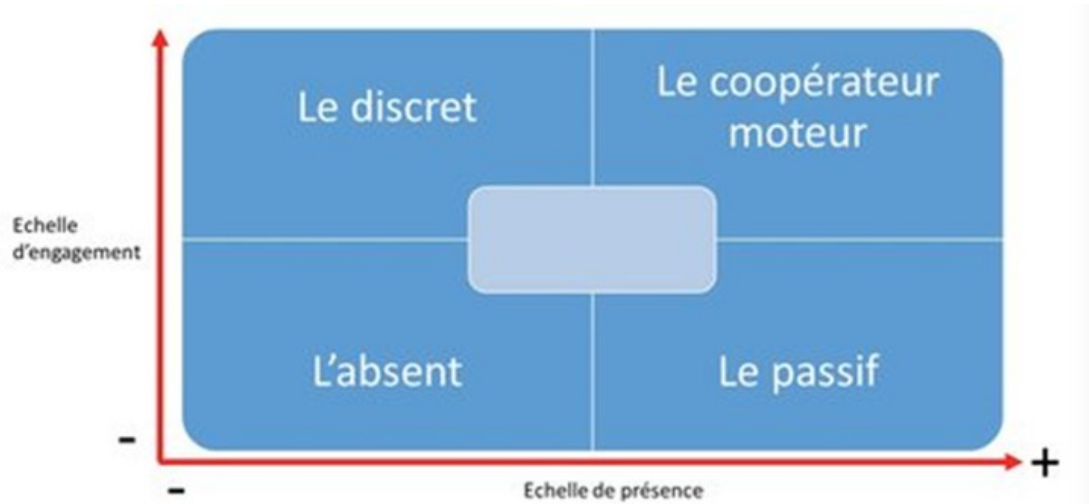 Le discret
Le coopérateur
moteur
Echelle
d'engagement
L'absent
Le passif
-
-
Echelle de présence
+